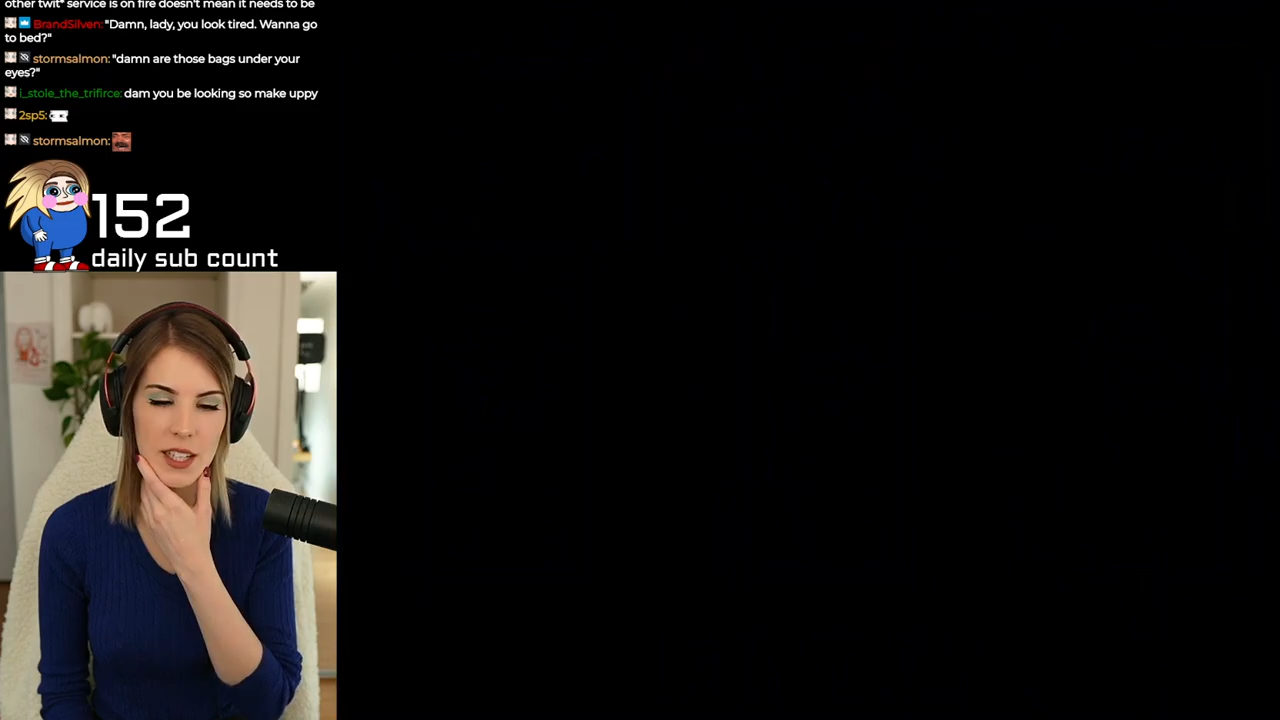 other twit* service is on fire doesn't mean it needs to be
BrandSilven: "Damn, lady, you look tired. Wanna go
to bed?"
stormsalmon: "damn are those bags under your
eyes?"
i_stole_the_trifirce: dam you be looking so make uppy
2sp5:
stormsalmon:
152
daily sub count